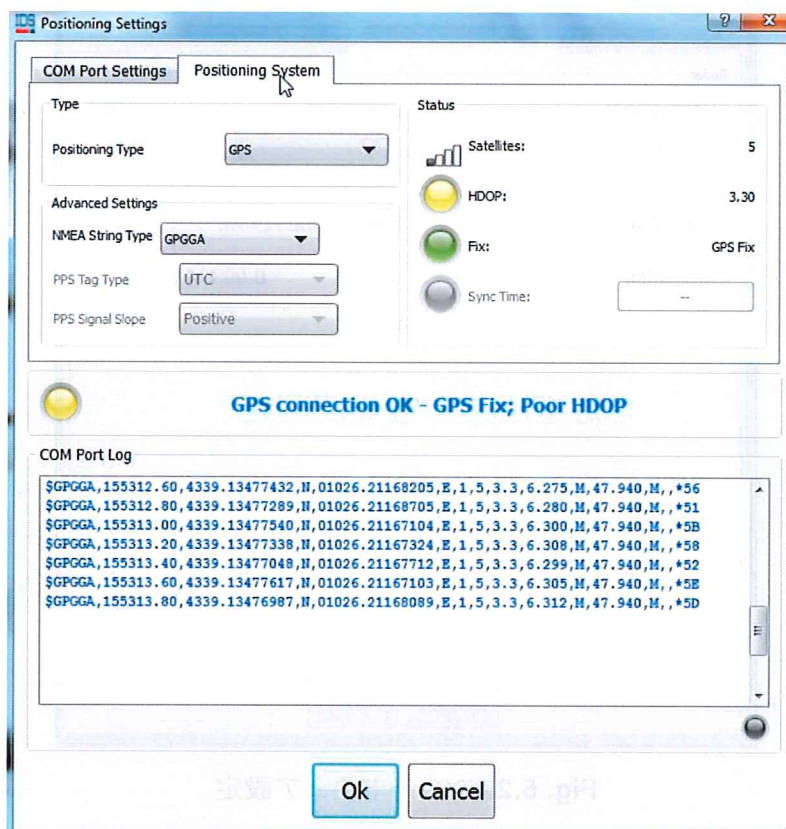 IDS Positioning Settings
COM Port Settings
Positioning System
Type
Positioning Type
GPS
Advanced Settings
NMEA String Type
GPGGA
PPS Tag Type
UTC
PPS Signal Slope
Positive
Status
Satellites:
5
HDOP:
3.30
Fix:
GPS Fix
Sync Time:
--
GPS connection OK - GPS Fix; Poor HDOP
COM Port Log
$GPGGA,155312.60,4339.13477432,N,01026.21168205,E,1,5,3.3,6.275,M,47.940,M,,*56
$GPGGA,155312.80,4339.13477289,N,01026.21168705,E,1,5,3.3,6.280,M,47.940,M,,*51
$GPGGA,155313.00,4339.13477540,N,01026.21167104,E,1,5,3.3,6.300,M,47.940,M,,*5B
$GPGGA,155313.20,4339.13477338,N,01026.21167324,E,1,5,3.3,6.308,M,47.940,M,,*58
$GPGGA,155313.40,4339.13477048,N,01026.21167712,E,1,5,3.3,6.299,M,47.940,M,,*52
$GPGGA,155313.60,4339.13477617,N,01026.21167103,E,1,5,3.3,6.305,M,47.940,M,,*5E
$GPGGA,155313.80,4339.13476987,N,01026.21168089,E,1,5,3.3,6.312,M,47.940,M,,*5D
Ok
Cancel